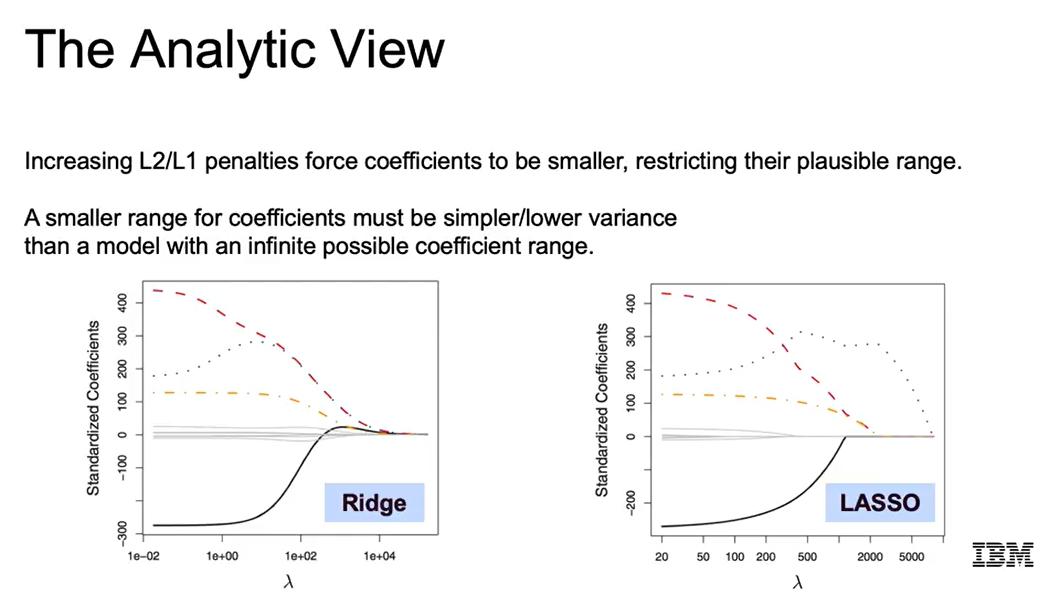 The Analytic View
Increasing L2/L1 penalties force coefficients to be smaller, restricting their plausible range.
A smaller range for coefficients must be simpler/lower variance
than a model with an infinite possible coefficient range.
Standardized Coefficients
400
300
200
100
0
−100
−300
1e−02 1e+00 1e+02 1e+04
λ
Ridge
Standardized Coefficients
400
300
200
100
0
−200
20 50 100 200 500 2000 5000
λ
LASSO
IBM